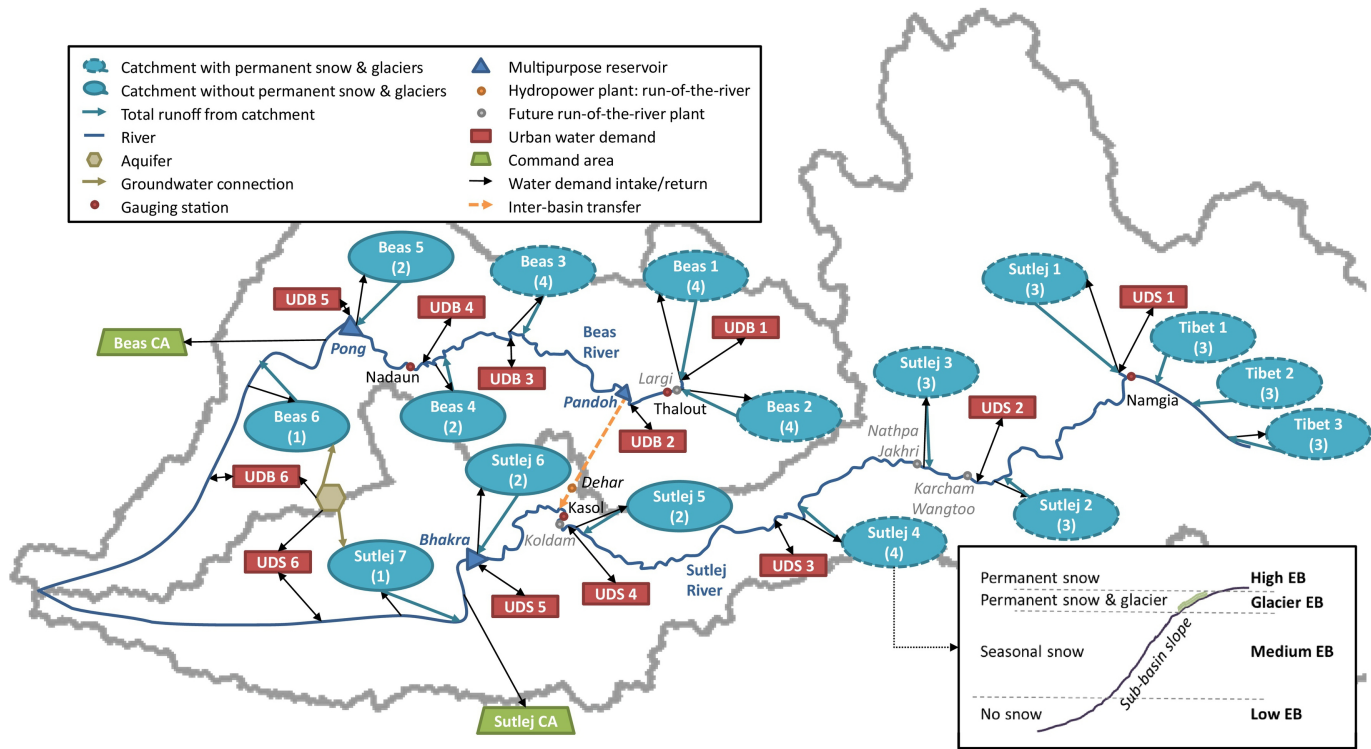 Catchment with permanent snow & glaciers
Catchment without permanent snow & glaciers
Total runoff from catchment
River
Aquifer
Groundwater connection
Gauging station
Multipurpose reservoir
Hydropower plant: run-of-the-river
Future run-of-the-river plant
Urban water demand
Command area
Water demand intake/return
Inter-basin transfer
Beas 5
(2)
Beas 3
(4)
Beas 1
(4)
Sutlej 1
(3)
UDS 1
UDB 5
UDB 4
UDB 1
Tibet 1
(3)
Beas CA
Pong
Beas
River
Sutlej 3
(3)
Tibet 2
(3)
Nadaun
UDB 3
Largi
Pandoh
Thalout
Namgia
Beas 6
(1)
Beas 4
(2)
Beas 2
(4)
UDS 2
Tibet 3
(3)
UDB 2
Nathpa
Jakhri
UDB 6
Sutlej 6
(2)
Dehar
Kasol
Sutlej 5
(2)
Karcham
Wangtoo
Sutlej 2
(3)
Bhakra
Koldam
Sutlej 4
(4)
UDS 6
Sutlej 7
(1)
UDS 3
Sutlej
River
UDS 4
UDS 5
Sutlej CA
Permanent snow
High EB
Permanent snow & glacier
Glacier EB
Seasonal snow
Sub-basin slope
Medium EB
No snow
Low EB